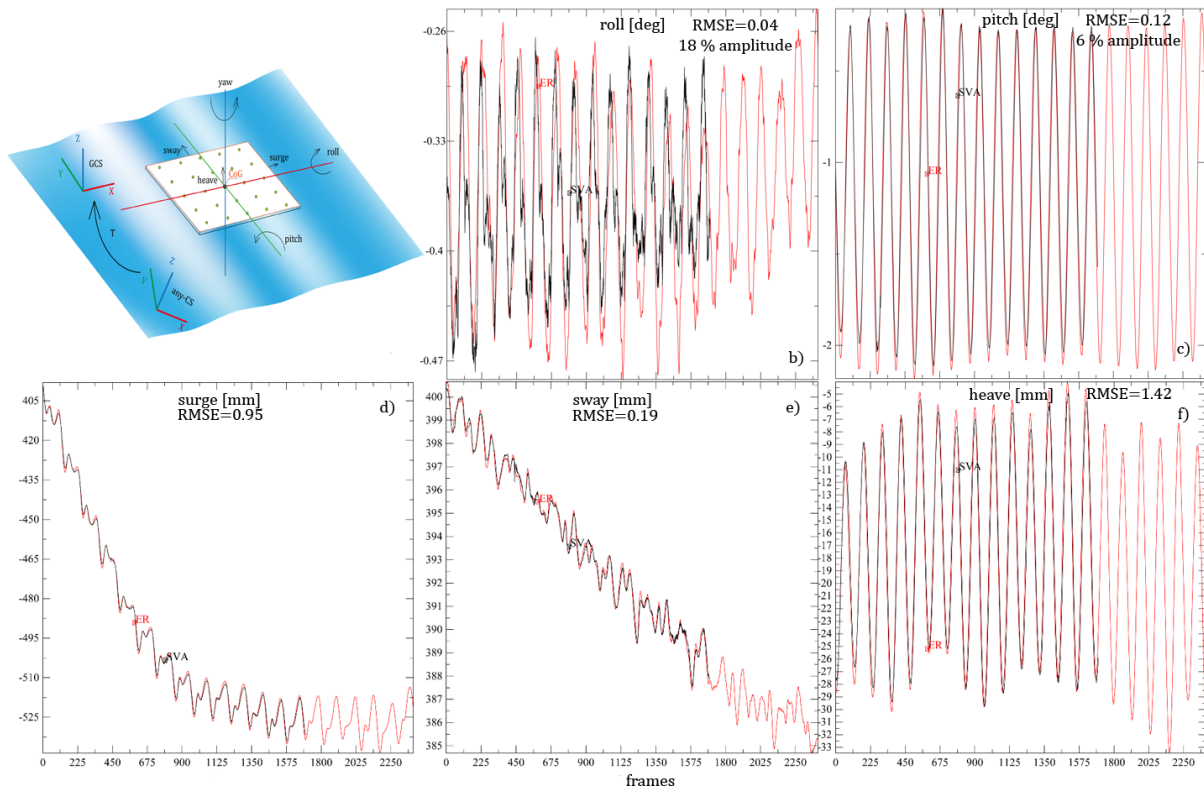 yaw
Z
GCS
Y
X
sway
surge
roll
heave
CoG
T
pitch
Z
y
any-CS
X
roll [deg]
RMSE=0.04
18 % amplitude
-0.26
-0.33
-0.4
-0.47
ER
SVA
b)
pitch [deg]
RMSE=0.12
6 % amplitude
-1
-2
SVA
ER
c)
surge [mm]
RMSE=0.95
d)
405
-420
-435
-450
-465
-480
-495
-510
-525
ER
SVA
0 225 450 675 900 1125 1350 1575 1800 2025 2250
sway [mm]
RMSE=0.19
e)
400
399
398
397
396
395
394
393
391
390
389
388
387
386
385
ER
SVA
0 225 450 675 900 1125 1350 1575 1800 2025 2250
frames
heave [mm]
RMSE=1.42
f)
-5
-6
-7
-8
-9
-10
-11
-12
-14
-15
-16
-17
-18
-19
-20
-21
-23
-24
-25
-26
-27
-28
-29
-30
-32
-33
SVA
ER
0 225 450 675 900 1125 1350 1575 1800 2025 2250